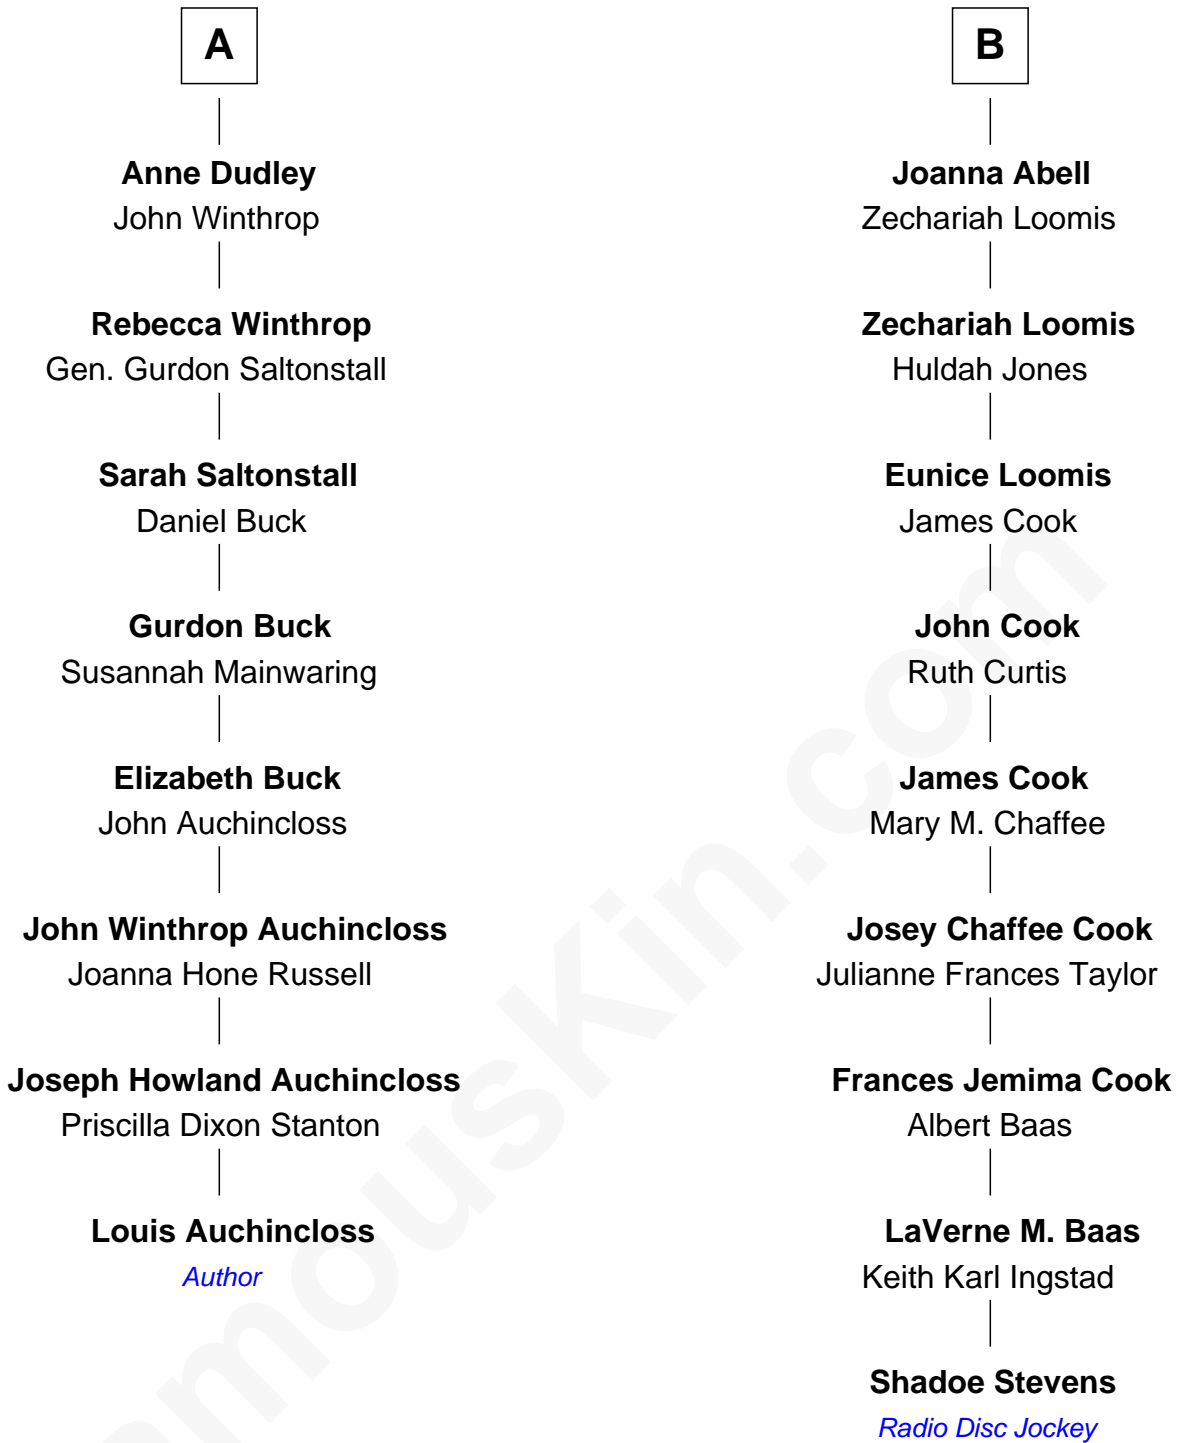 A
Anne Dudley
John Winthrop
Rebecca Winthrop
Gen. Gurdon Saltonstall
Sarah Saltonstall
Daniel Buck
Gurdon Buck
Susannah Mainwaring
Elizabeth Buck
John Auchincloss
John Winthrop Auchincloss
Joanna Hone Russell
Joseph Howland Auchincloss
Priscilla Dixon Stanton
Louis Auchincloss
Author
B
Joanna Abell
Zechariah Loomis
Zechariah Loomis
Huldah Jones
Eunice Loomis
James Cook
John Cook
Ruth Curtis
James Cook
Mary M. Chaffee
Josey Chaffee Cook
Julianne Frances Taylor
Frances Jemima Cook
Albert Baas
LaVerne M. Baas
Keith Karl Ingstad
Shadoe Stevens
Radio Disc Jockey
amousKin.com